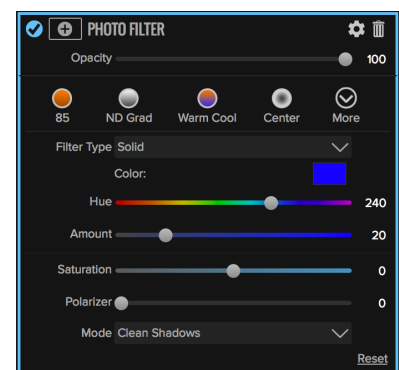 PHOTO FILTER
Opacity 100
85 ND Grad Warm Cool Center More
Filter Type Solid
Color:
Hue 240
Amount 20
Saturation 0
Polarizer 0
Mode Clean Shadows
Reset